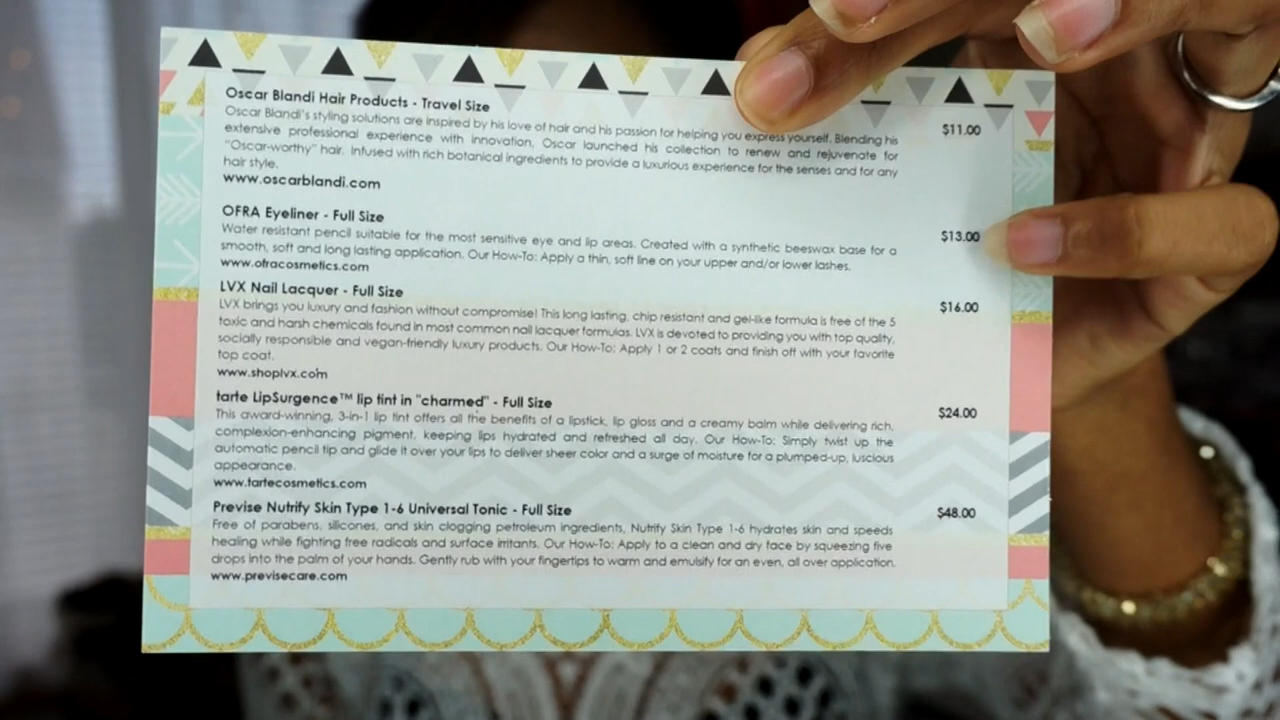 Oscar Blandi Hair Products - Travel Size
$11.00
Oscar Blandi's styling solutions are inspired by his love of hair and his passion for helping you express yourself. Blending his
extensive professional experience with innovation, Oscar launched his collection to renew and rejuvenate for
"Oscar-worthy" hair. Infused with rich botanical ingredients to provide a luxurious experience for the senses and for any
hair style.
www.oscarblandi.com
OFRA Eyeliner - Full Size
$13.00
Water resistant pencil suitable for the most sensitive eye and lip areas. Created with a synthetic beeswax base for a
smooth, soft and long lasting application. Our How-To: Apply a thin, soft line on your upper and/or lower lashes.
www.ofracosmetics.com
LVX Nail Lacquer - Full Size
$16.00
LVX brings you luxury and fashion without compromise! This long lasting, chip resistant and gel-like formula is free of the 5
toxic and harsh chemicals found in most common nail lacquer formulas. LVX is devoted to providing you with top quality,
socially responsible and vegan-friendly luxury products. Our How-To: Apply 1 or 2 coats and finish off with your favorite
top coat.
www.shoplvx.com
tarte LipSurgence™ lip tint in "charmed" - Full Size
$24.00
This award-winning, 3-in-1 lip tint offers all the benefits of a lipstick, lip gloss and a creamy balm while delivering rich,
complexion-enhancing pigment, keeping lips hydrated and refreshed all day. Our How-To: Simply twist up the
automatic pencil tip and glide it over your lips to deliver sheer color and a surge of moisture for a plumped-up, luscious
appearance.
www.tartecosmetics.com
Previse Nutrify Skin Type 1-6 Universal Tonic - Full Size
$48.00
Free of parabens, silicones, and skin clogging petroleum ingredients, Nutrify Skin Type 1-6 hydrates skin and speeds
healing while fighting free radicals and surface irritants. Our How-To: Apply to a clean and dry face by squeezing five
drops into the palm of your hands. Gently rub with your fingertips to warm and emulsify for an even, all over application.
www.previsecare.com